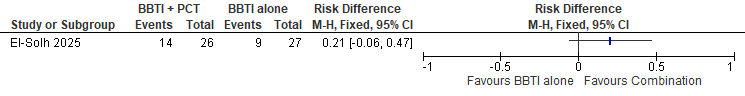 BBTI + PCT BBTI alone Risk Difference Risk Difference
Study or Subgroup Events Total Events Total M-H, Fixed, 95% CI M-H, Fixed, 95% CI
El-Solh 2025 14 26 9 27 0.21 [-0.06, 0.47]
-1 -0.5 0 0.5 1
Favours BBTI alone Favours Combination